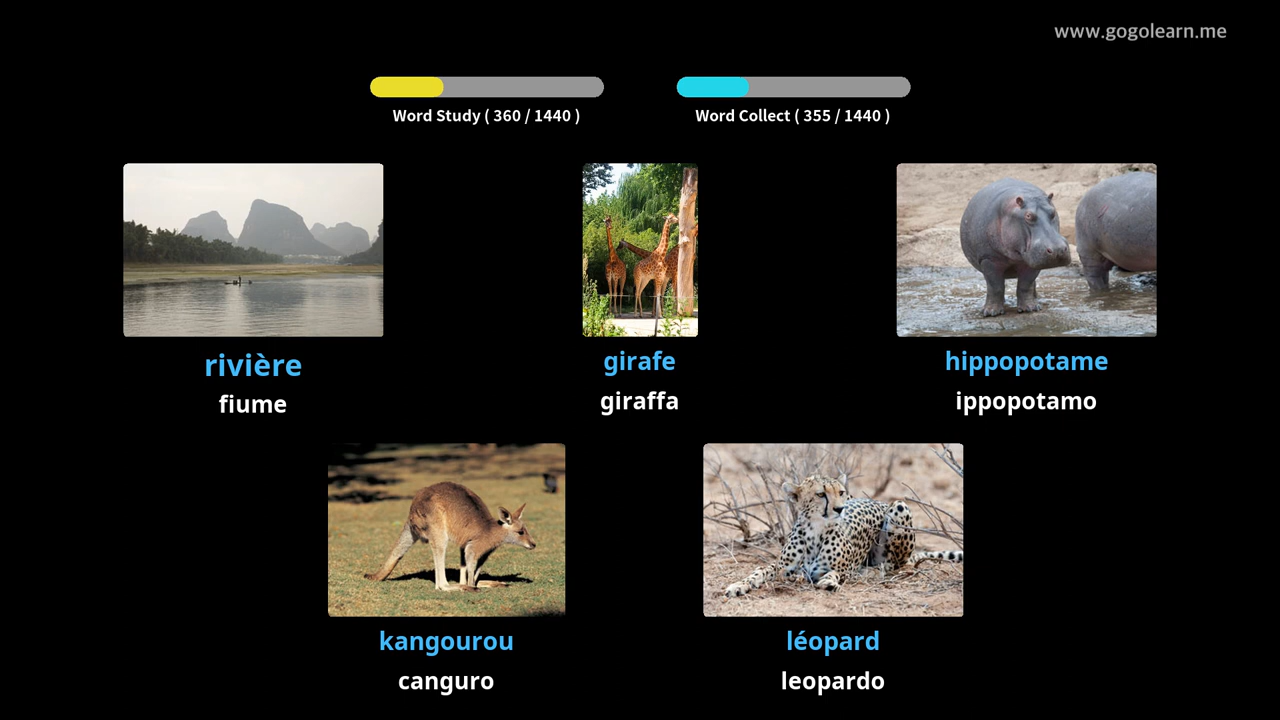 www.gogolearn.me
Word Study ( 360 / 1440 )
Word Collect ( 355 / 1440 )
rivière
fiume
girafe
giraffa
hippopotame
ippopotamo
kangourou
canguro
léopard
leopardo